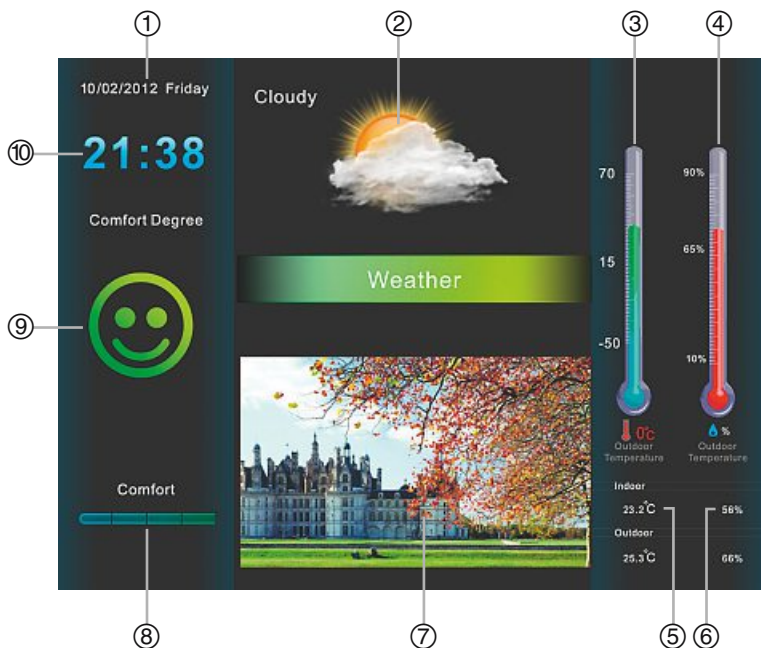 ① ② ③ ④
10/02/2012 Friday
Cloudy
⑩
21:38
70
90%
Comfort Degree
65%
15
Weather
⑨
-50
10%
0°c
%
Outdoor
Temperature
Outdoor
Temperature
Comfort
Indoor
23.2°C 56%
Outdoor
25.3°C 66%
⑧ ⑦ ⑤ ⑥